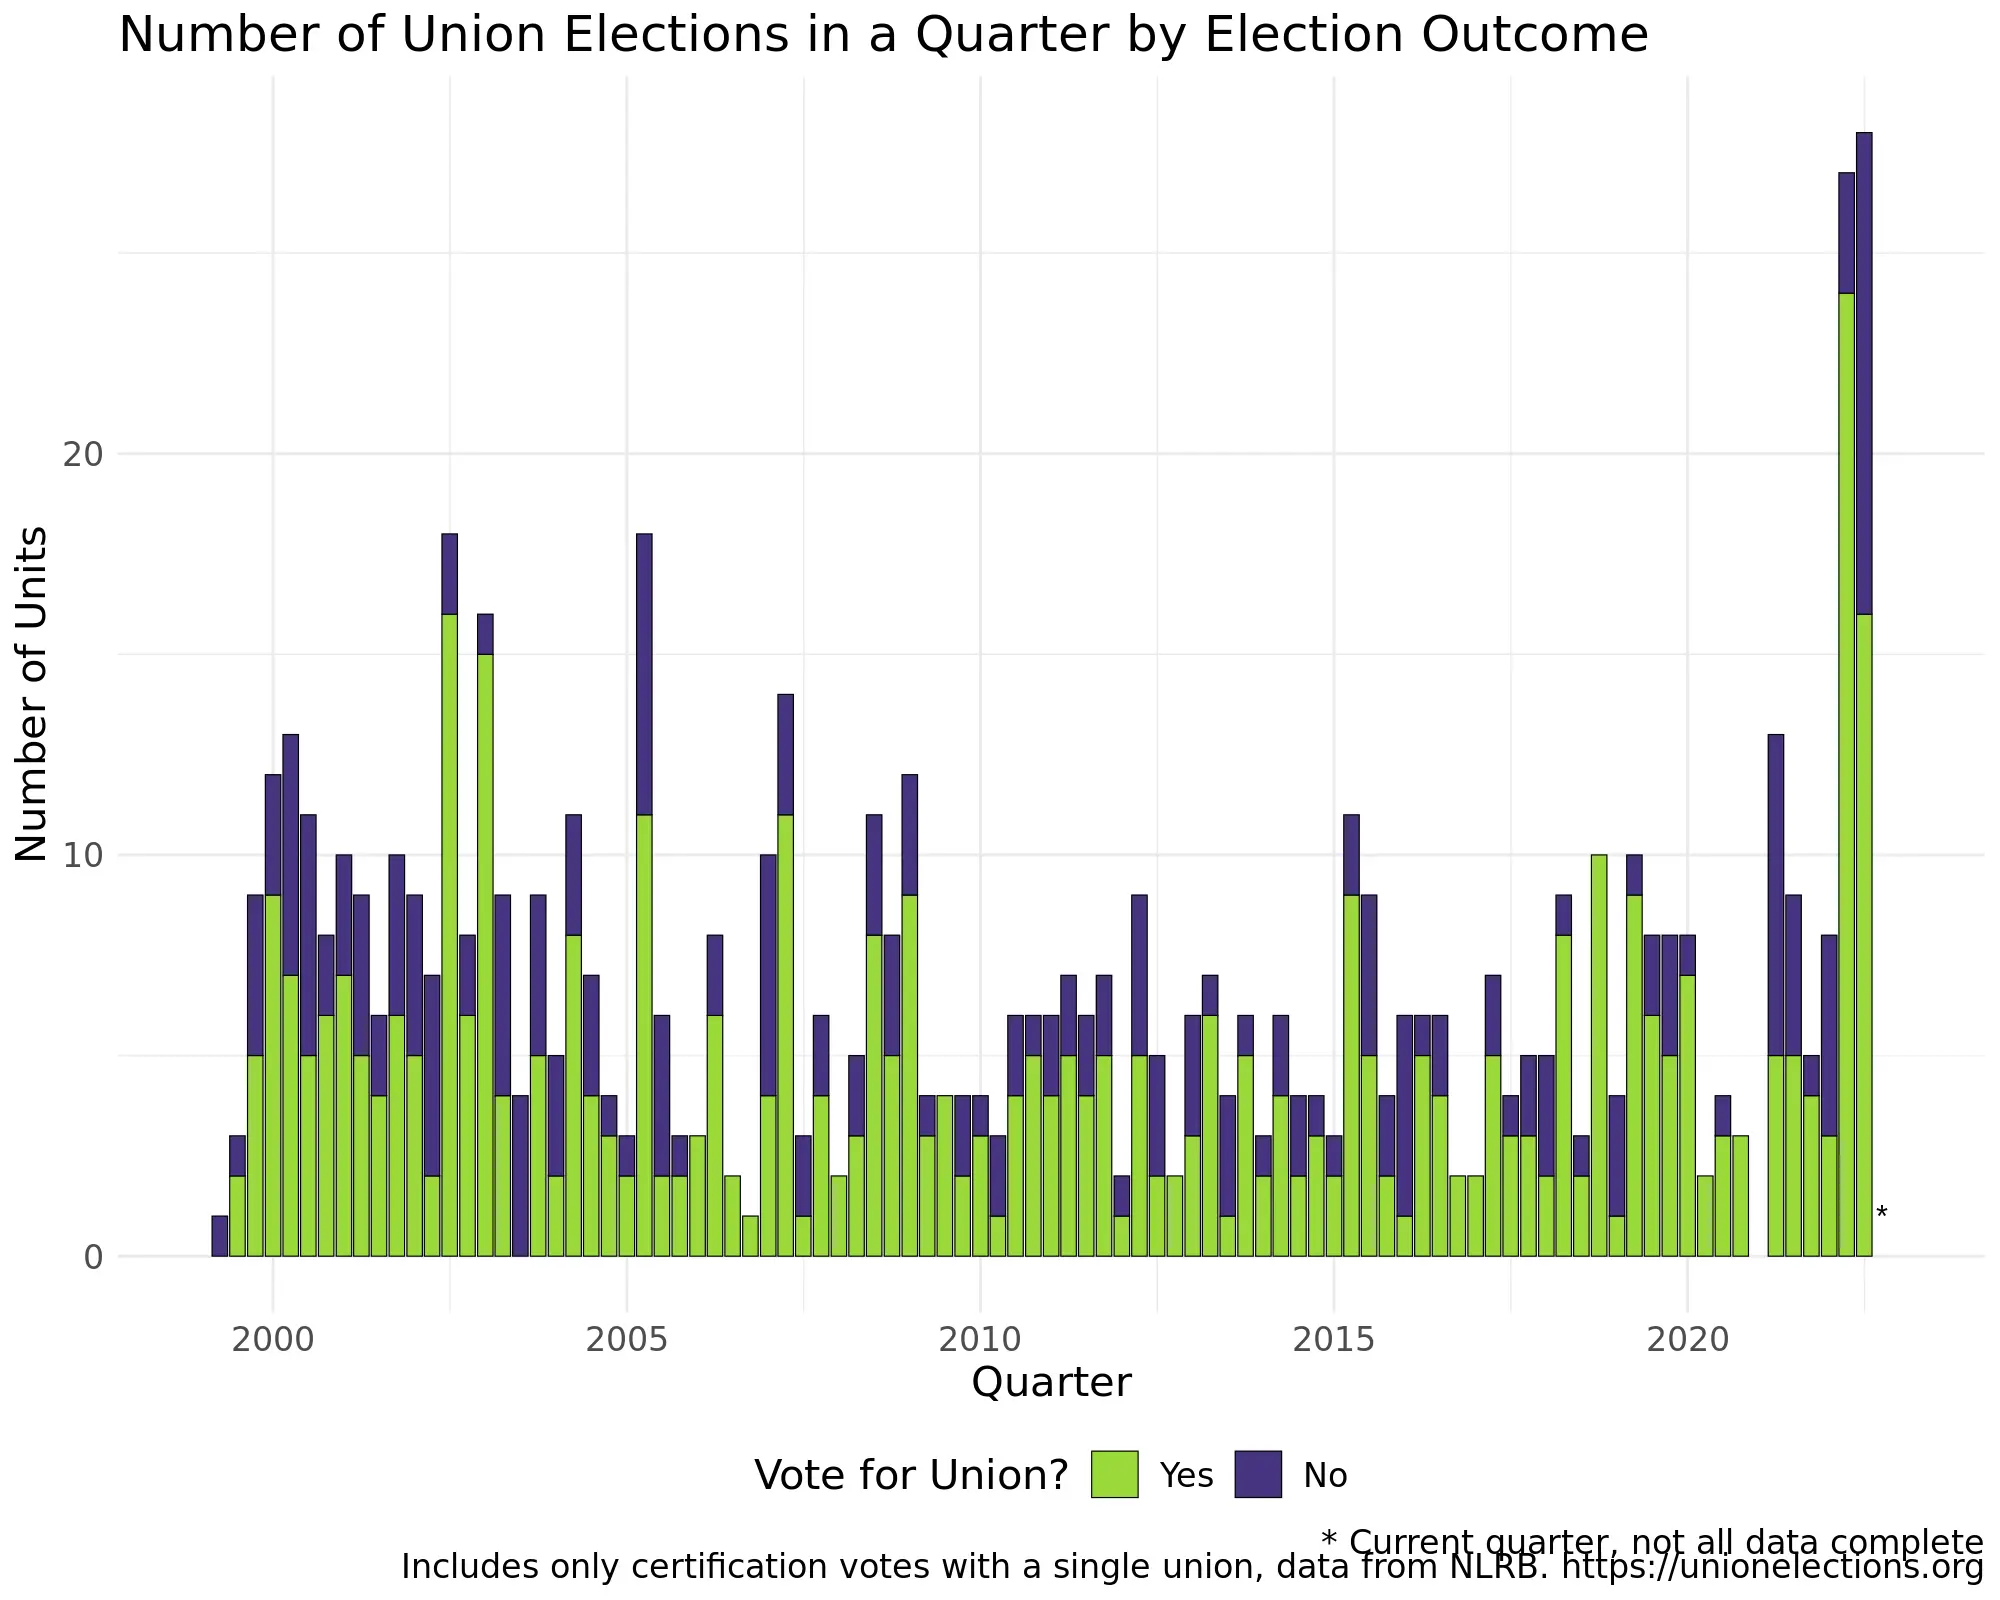 Number of Union Elections in a Quarter by Election Outcome
Number of Units
20
10
0
*
2000 2005 2010 2015 2020
Quarter
Vote for Union? Yes No
* Current quarter, not all data complete
Includes only certification votes with a single union, data from NLRB. https://unionelections.org